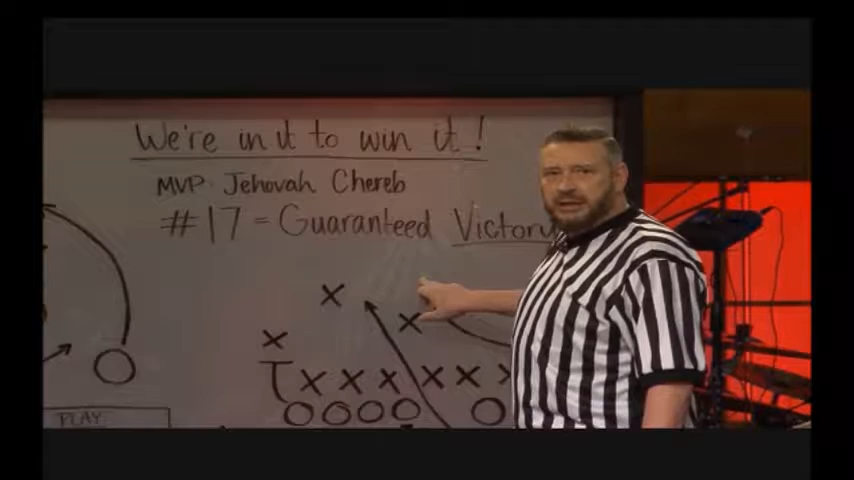 We're in it to win it!
MVP: Jehovah Chereb
#17 = Guaranteed Victory
PLAY